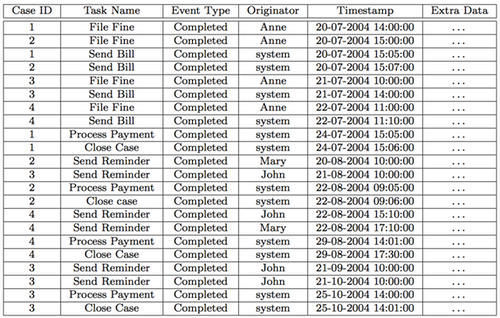 Case ID Task Name Event Type Originator Timestamp Extra Data
1 File Fine Completed Anne 20-07-2004 14:00:00 ...
2 File Fine Completed Anne 20-07-2004 15:00:00 ...
1 Send Bill Completed system 20-07-2004 15:05:00 ...
2 Send Bill Completed system 20-07-2004 15:07:00 ...
3 File Fine Completed Anne 21-07-2004 10:00:00 ...
3 Send Bill Completed system 21-07-2004 14:00:00 ...
4 File Fine Completed Anne 22-07-2004 11:00:00 ...
4 Send Bill Completed system 22-07-2004 11:10:00 ...
1 Process Payment Completed system 24-07-2004 15:05:00 ...
1 Close Case Completed system 24-07-2004 15:06:00 ...
2 Send Reminder Completed Mary 20-08-2004 10:00:00 ...
3 Send Reminder Completed John 21-08-2004 10:00:00 ...
2 Process Payment Completed system 22-08-2004 09:05:00 ...
2 Close case Completed system 22-08-2004 09:06:00 ...
4 Send Reminder Completed John 22-08-2004 15:10:00 ...
4 Send Reminder Completed Mary 22-08-2004 17:10:00 ...
4 Process Payment Completed system 29-08-2004 14:01:00 ...
4 Close Case Completed system 29-08-2004 17:30:00 ...
3 Send Reminder Completed John 21-09-2004 10:00:00 ...
3 Send Reminder Completed John 21-10-2004 10:00:00 ...
3 Process Payment Completed system 25-10-2004 14:00:00 ...
3 Close Case Completed system 25-10-2004 14:01:00 ...